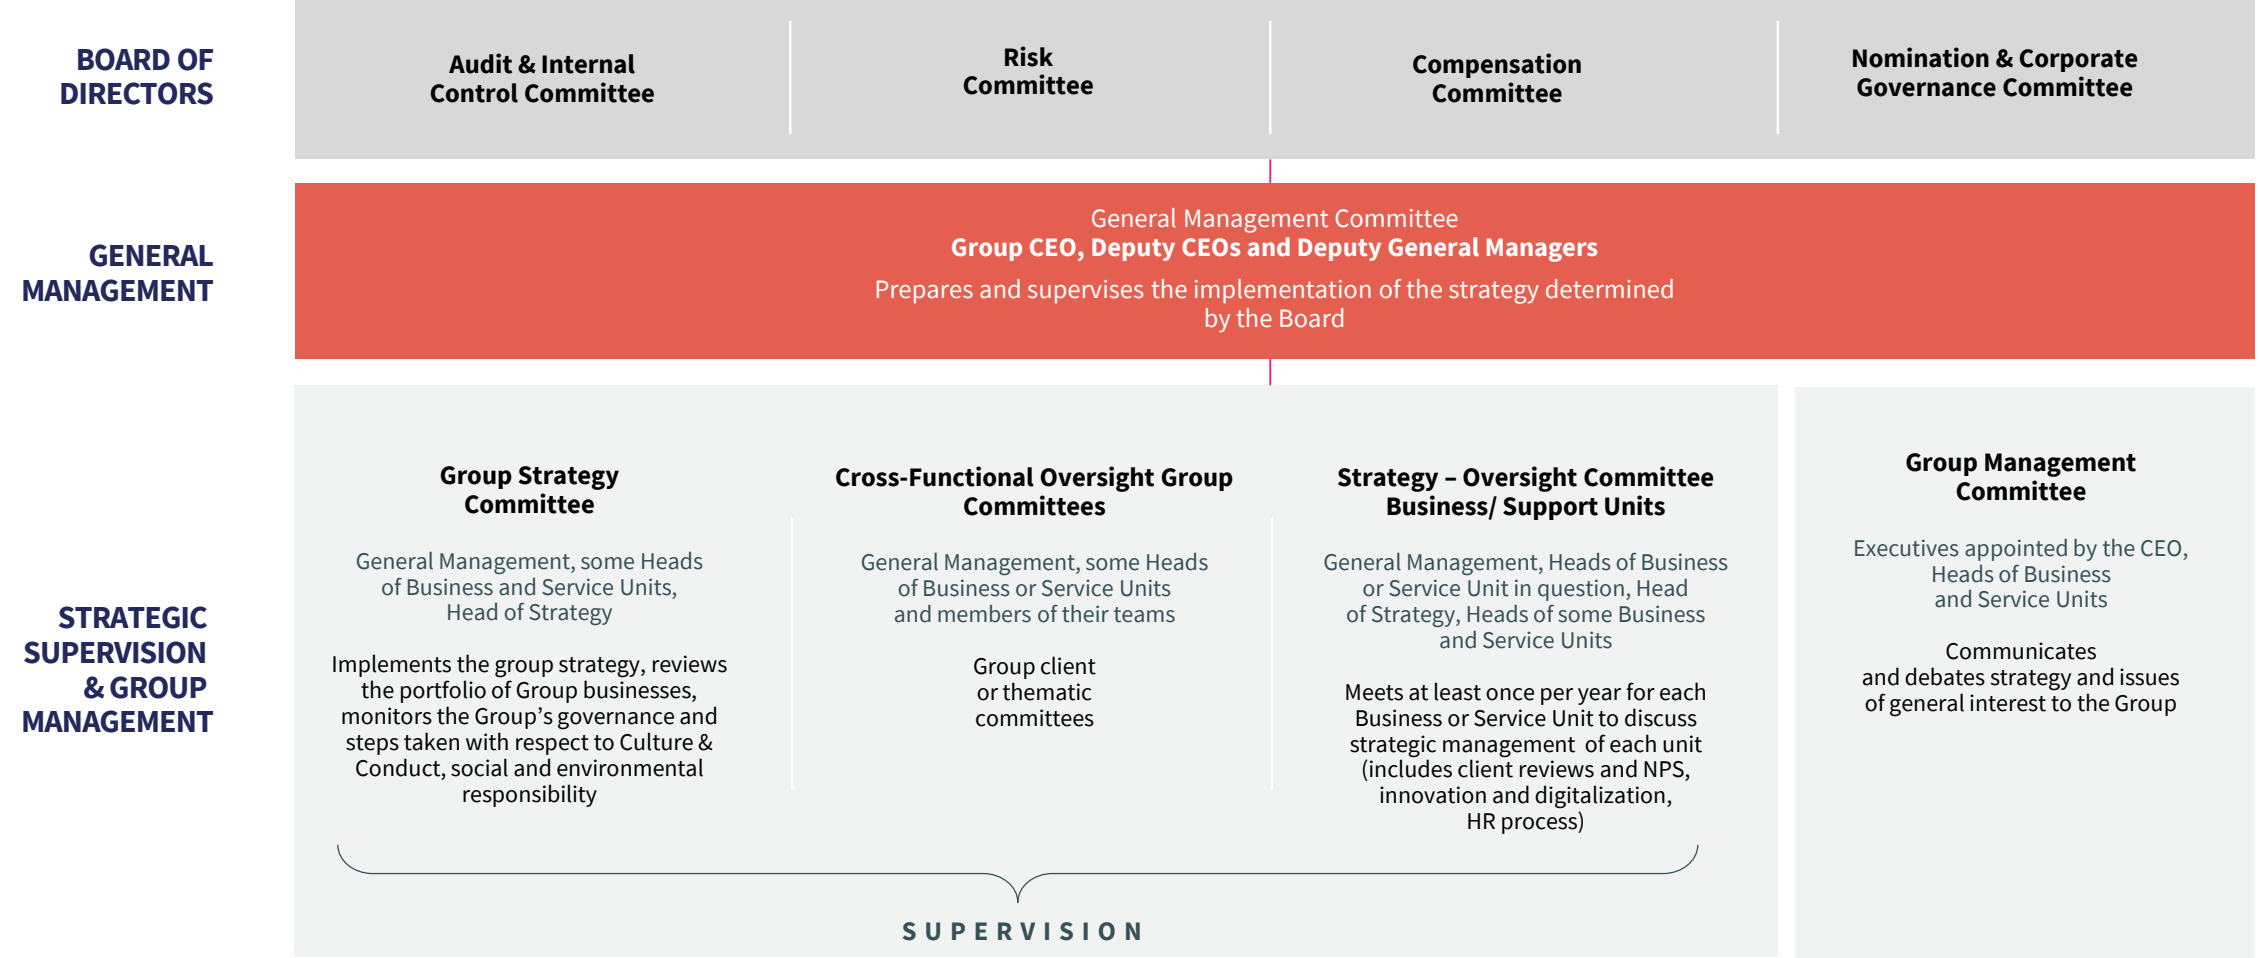 BOARD OF
DIRECTORS
Audit & Internal
Control Committee
Risk
Committee
Compensation
Committee
Nomination & Corporate
Governance Committee
GENERAL
MANAGEMENT
General Management Committee
Group CEO, Deputy CEOs and Deputy General Managers
Prepares and supervises the implementation of the strategy determined
by the Board
STRATEGIC
SUPERVISION
& GROUP
MANAGEMENT
Group Strategy
Committee
General Management, some Heads
of Business and Service Units,
Head of Strategy
Implements the group strategy, reviews
the portfolio of Group businesses,
monitors the Group’s governance and
steps taken with respect to Culture &
Conduct, social and environmental
responsibility
Cross-Functional Oversight Group
Committees
General Management, some Heads
of Business or Service Units
and members of their teams
Group client
or thematic
committees
Strategy – Oversight Committee
Business/ Support Units
General Management, Heads of Business
or Service Unit in question, Head
of Strategy, Heads of some Business
and Service Units
Meets at least once per year for each
Business or Service Unit to discuss
strategic management of each unit
(includes client reviews and NPS,
innovation and digitalization,
HR process)
SUPERVISION
Group Management
Committee
Executives appointed by the CEO,
Heads of Business
and Service Units
Communicates
and debates strategy and issues
of general interest to the Group